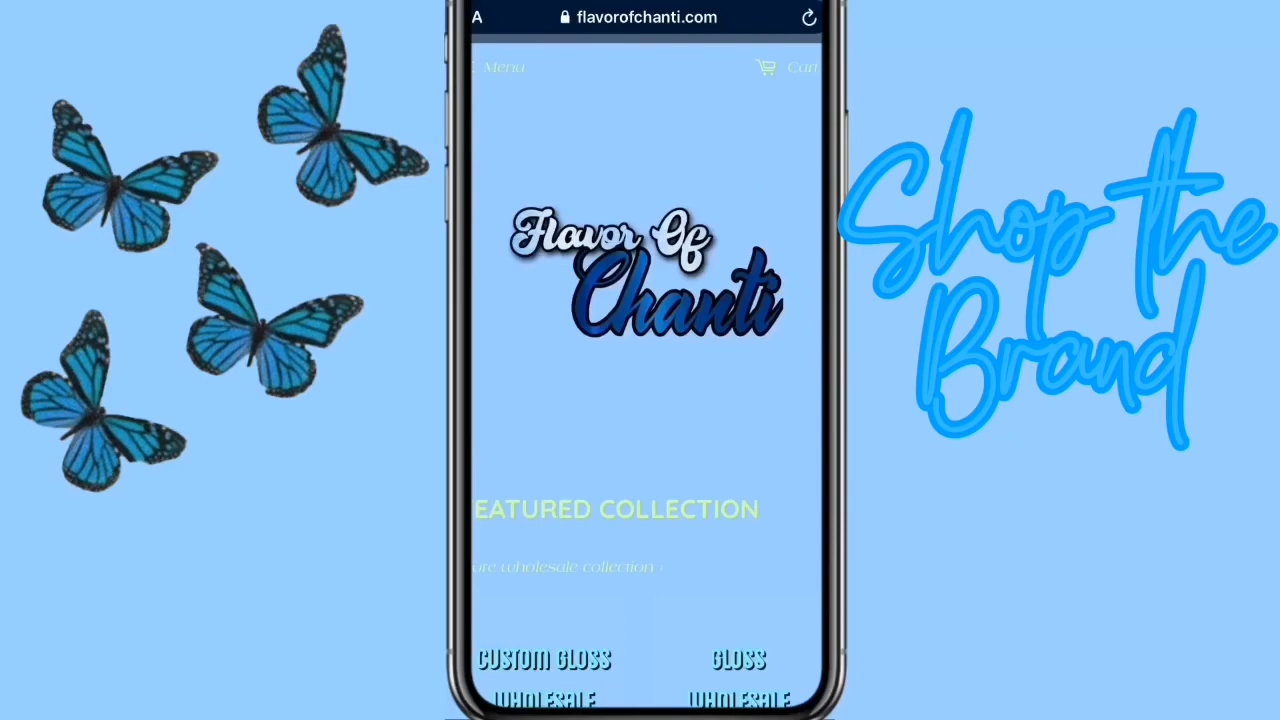 A flavorofchanti.com
Menu Cart
Flavor Of
Chanti
EATURED COLLECTION
ore wholesale collection ›
CUSTOM GLOSS
WHOLESALE
GLOSS
WHOLESALE
Shop the
Brand